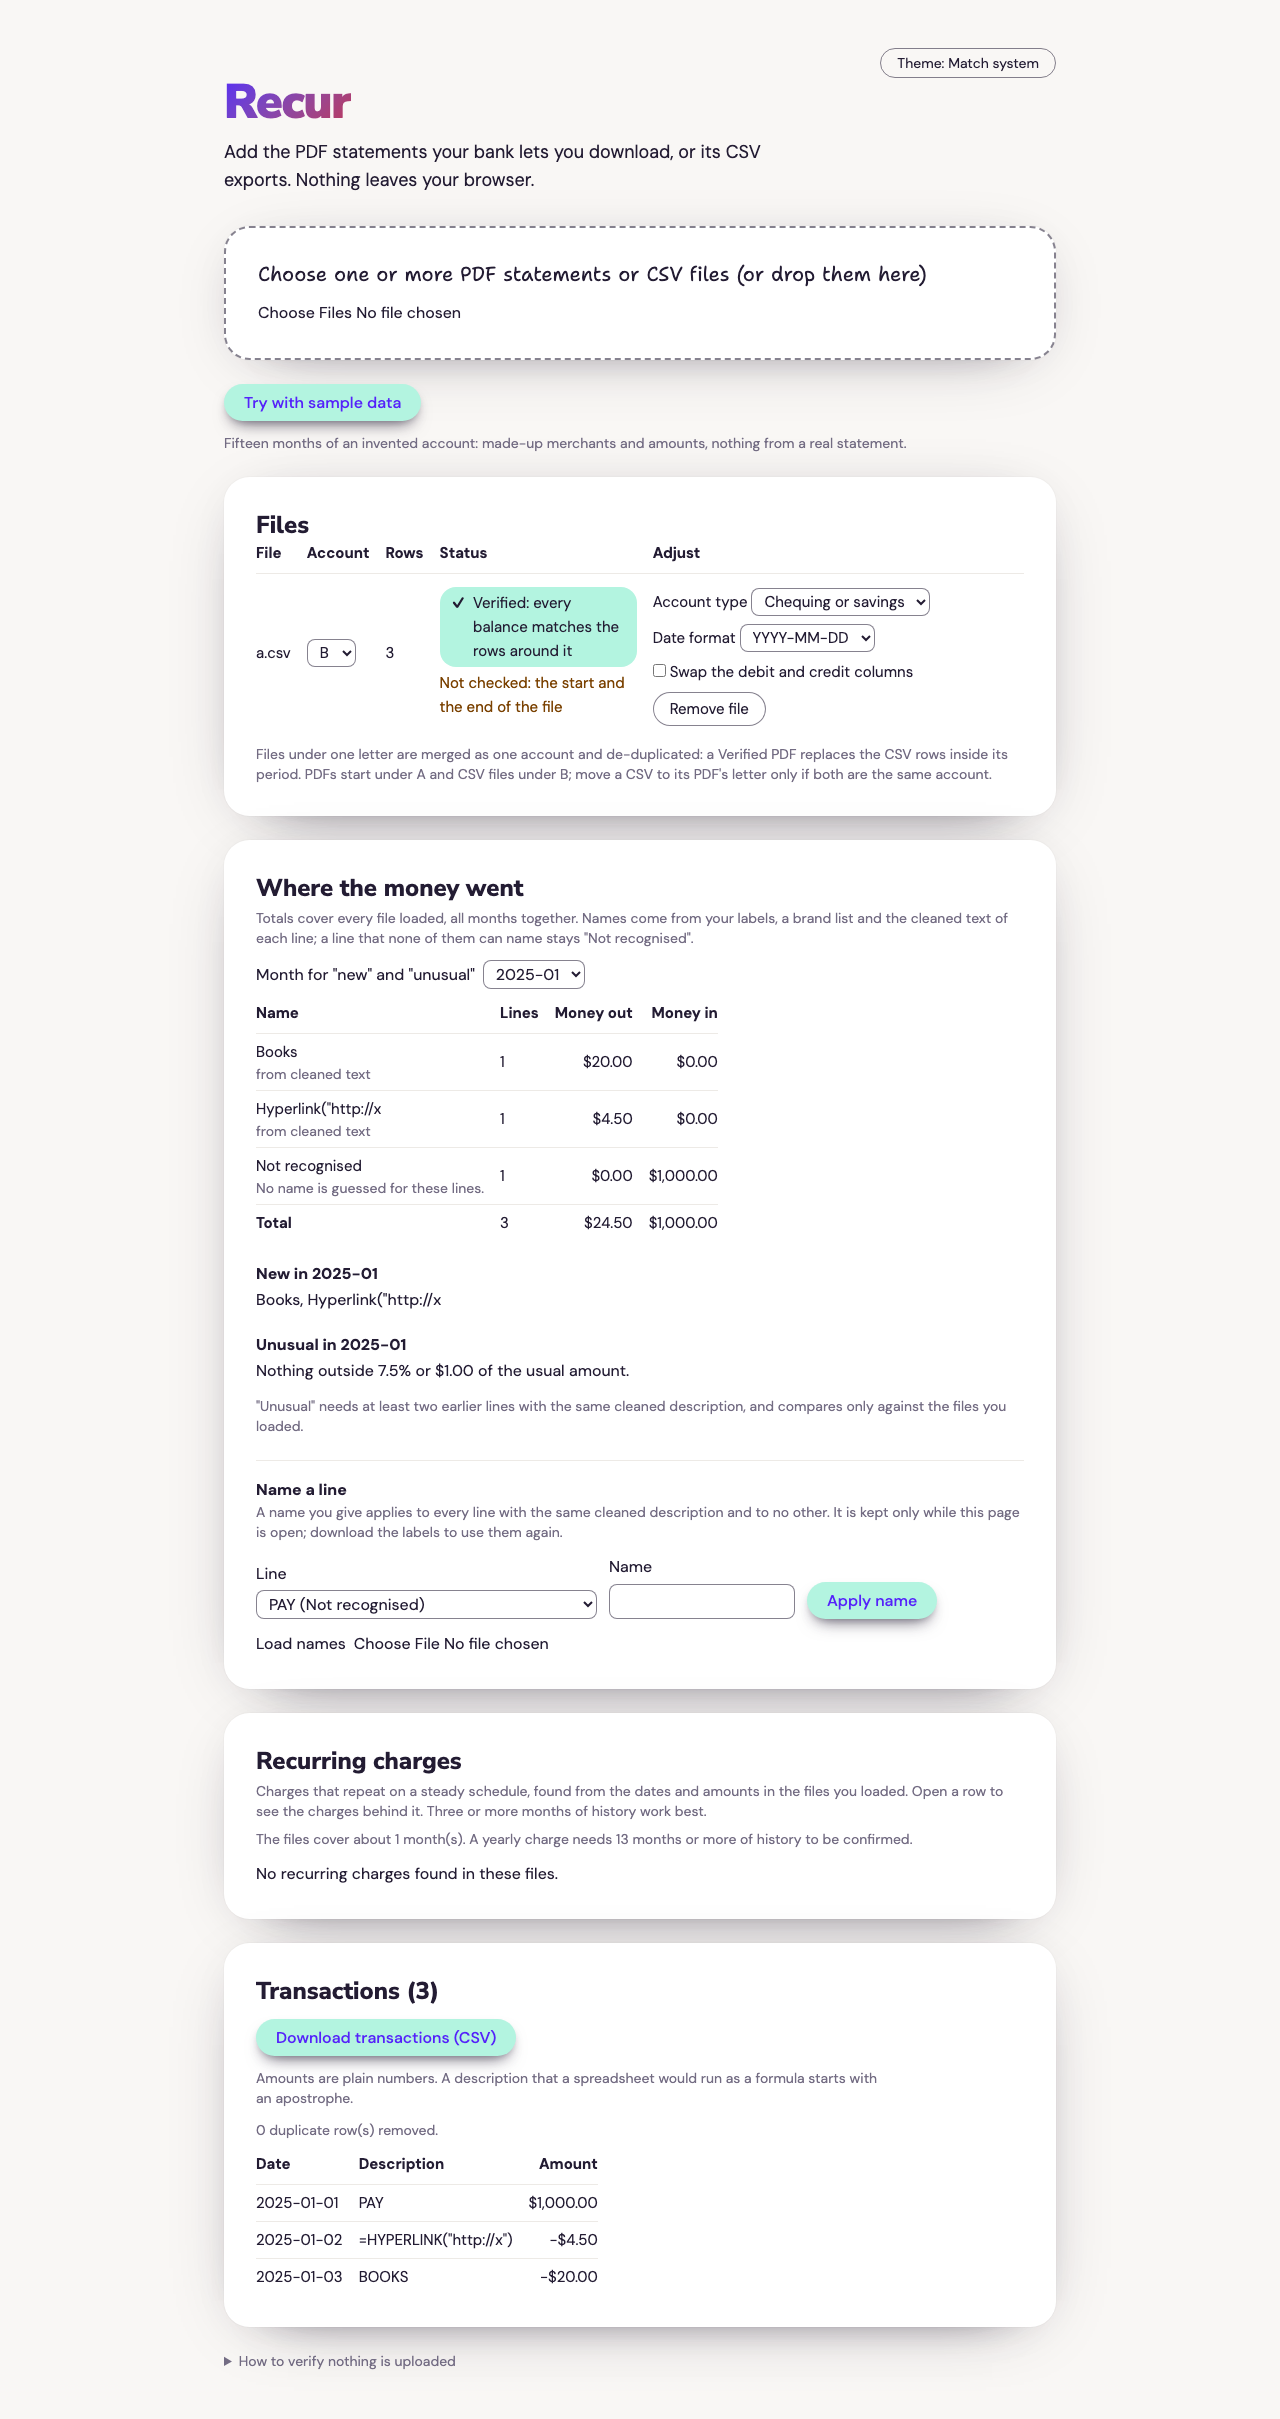 Theme: Match system
Recur
Add the PDF statements your bank lets you download, or its CSV
exports. Nothing leaves your browser.
Choose one or more PDF statements or CSV files (or drop them here)
Choose Files No file chosen
Try with sample data
Fifteen months of an invented account: made-up merchants and amounts, nothing from a real statement.
Files
File Account Rows Status Adjust
a.csv B 3
✔ Verified: every
balance matches the
rows around it
Not checked: the start and
the end of the file
Account type Chequing or savings
Date format YYYY-MM-DD
Swap the debit and credit columns
Remove file
Files under one letter are merged as one account and de-duplicated: a Verified PDF replaces the CSV rows inside its
period. PDFs start under A and CSV files under B; move a CSV to its PDF's letter only if both are the same account.
Where the money went
Totals cover every file loaded, all months together. Names come from your labels, a brand list and the cleaned text of
each line; a line that none of them can name stays "Not recognised".
Month for "new" and "unusual" 2025-01
Name Lines Money out Money in
Books 1 $20.00 $0.00
from cleaned text
Hyperlink("http://x 1 $4.50 $0.00
from cleaned text
Not recognised 1 $0.00 $1,000.00
No name is guessed for these lines.
Total 3 $24.50 $1,000.00
New in 2025-01
Books, Hyperlink("http://x
Unusual in 2025-01
Nothing outside 7.5% or $1.00 of the usual amount.
"Unusual" needs at least two earlier lines with the same cleaned description, and compares only against the files you
loaded.
Name a line
A name you give applies to every line with the same cleaned description and to no other. It is kept only while this page
is open; download the labels to use them again.
Line Name
PAY (Not recognised) Apply name
Load names Choose File No file chosen
Recurring charges
Charges that repeat on a steady schedule, found from the dates and amounts in the files you loaded. Open a row to
see the charges behind it. Three or more months of history work best.
The files cover about 1 month(s). A yearly charge needs 13 months or more of history to be confirmed.
No recurring charges found in these files.
Transactions (3)
Download transactions (CSV)
Amounts are plain numbers. A description that a spreadsheet would run as a formula starts with
an apostrophe.
0 duplicate row(s) removed.
Date Description Amount
2025-01-01 PAY $1,000.00
2025-01-02 =HYPERLINK("http://x") -$4.50
2025-01-03 BOOKS -$20.00
▶ How to verify nothing is uploaded